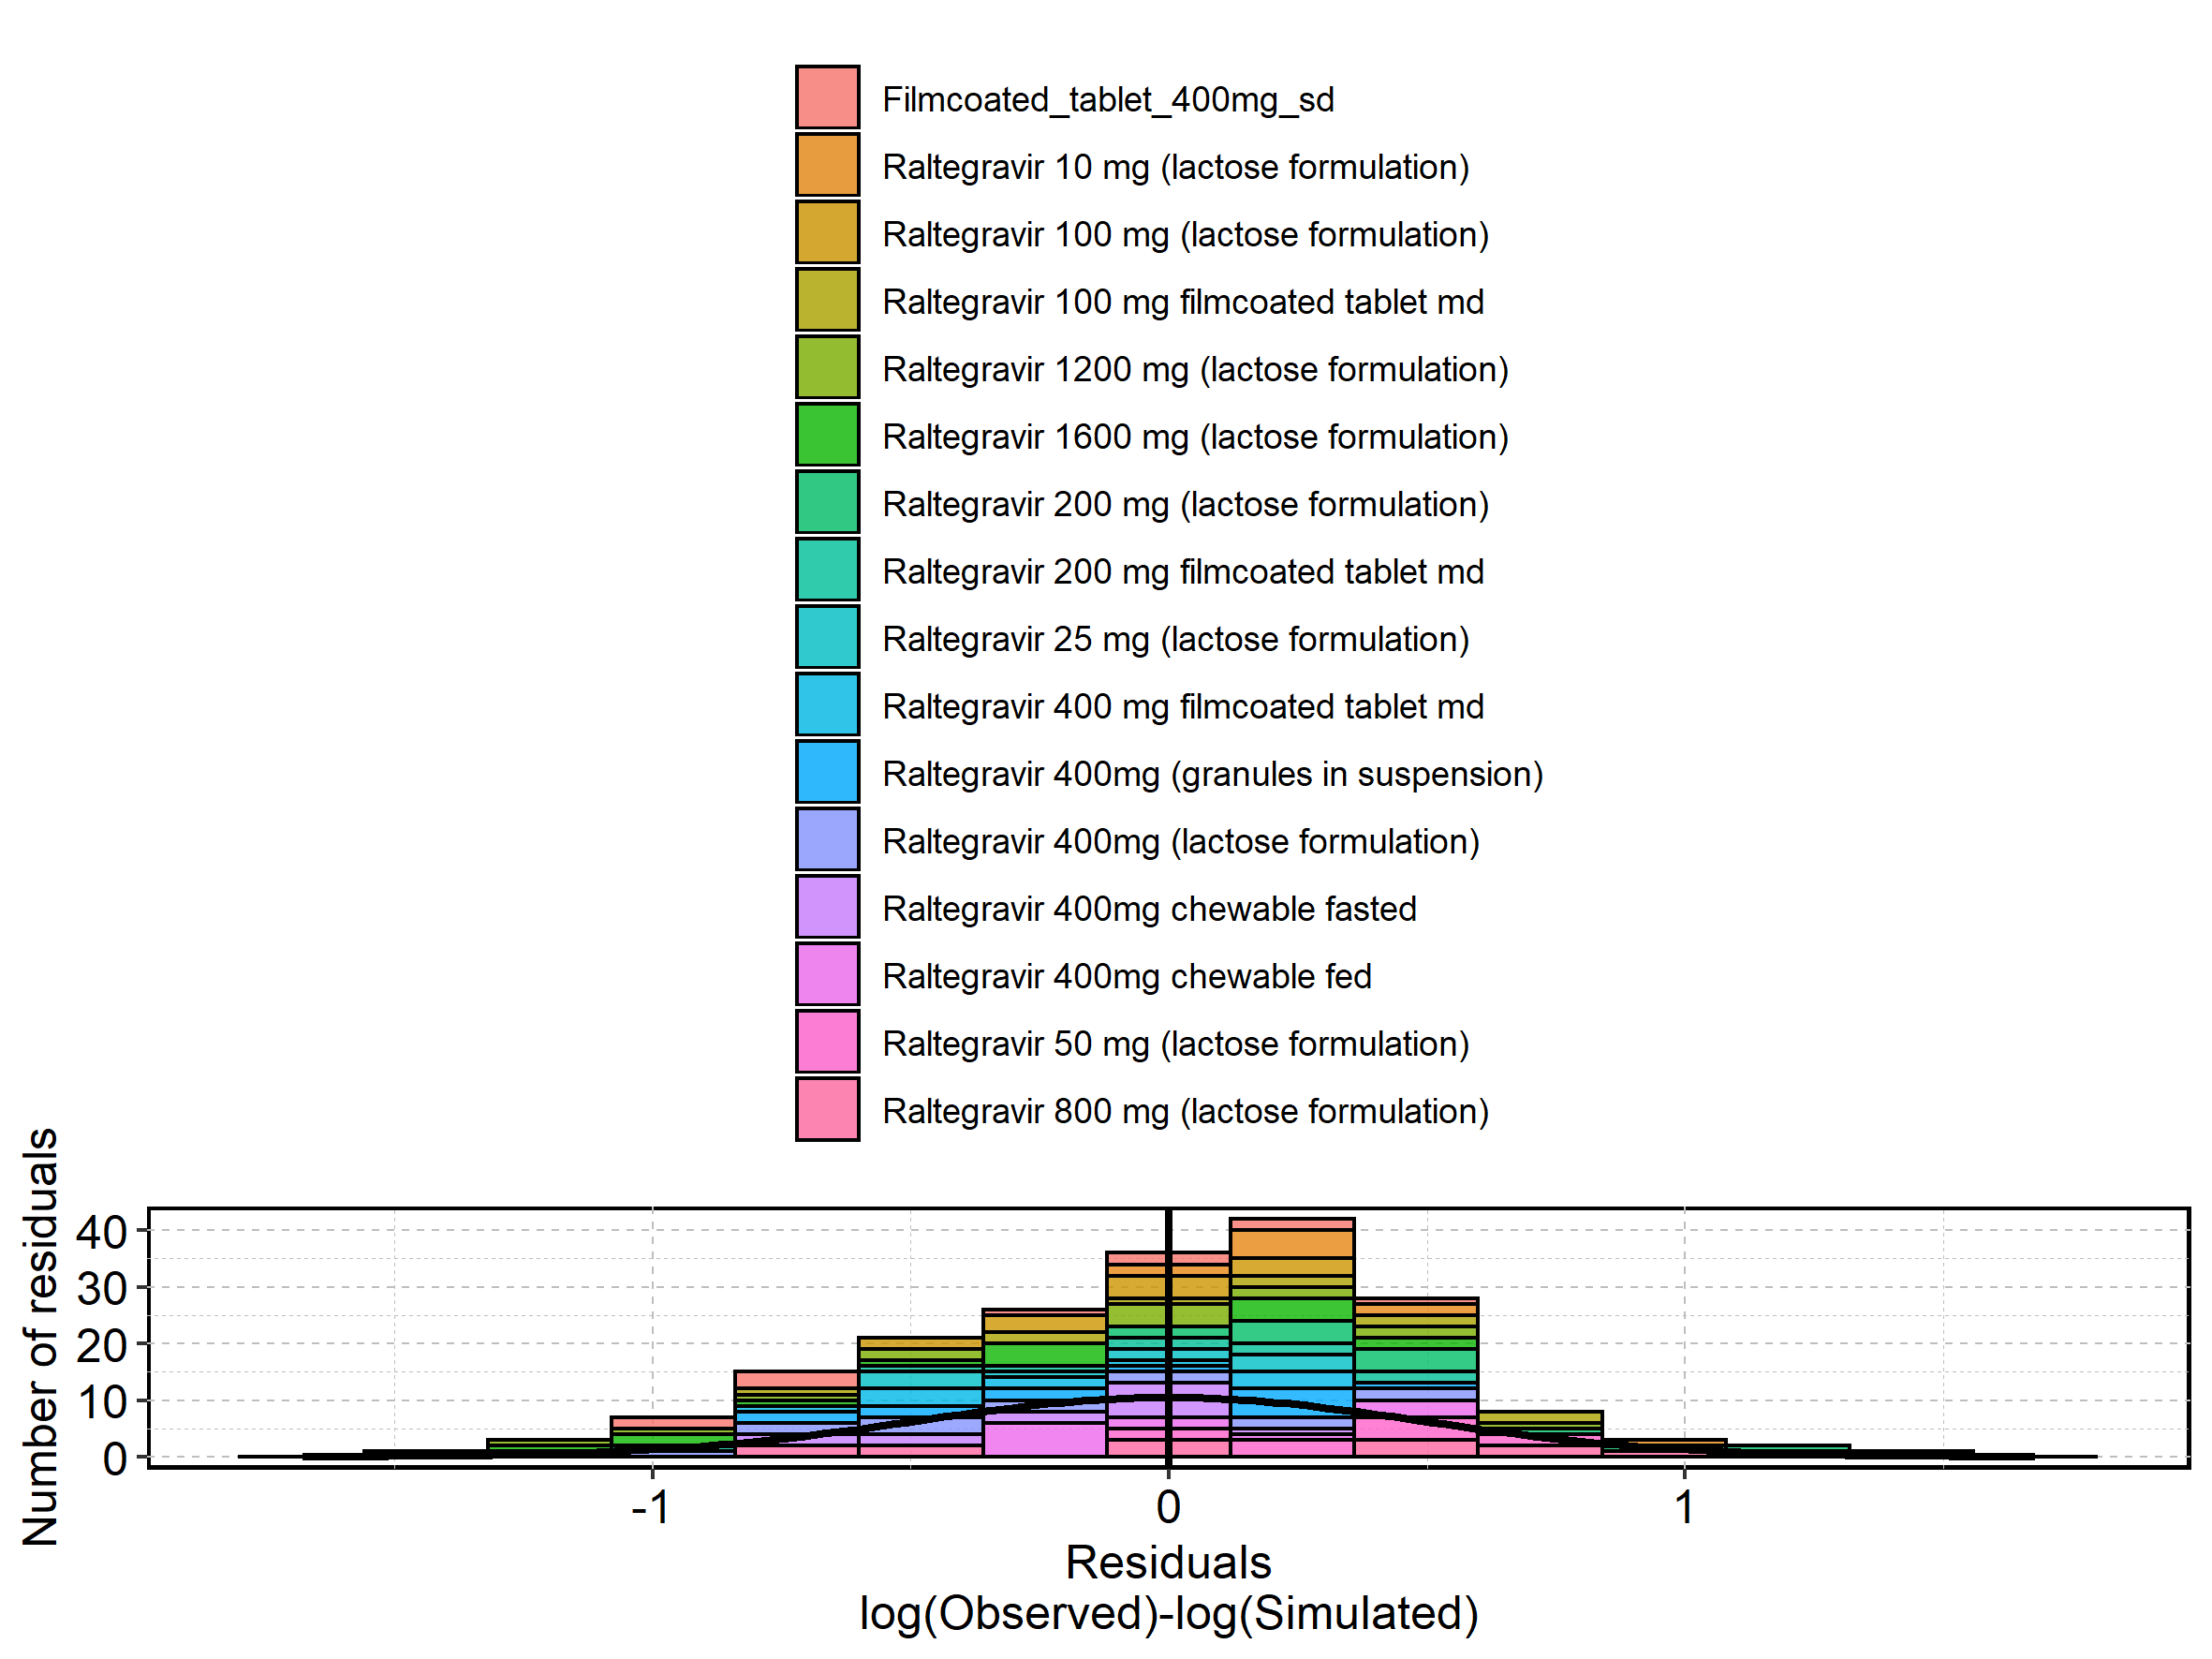 Filmcoated_tablet_400mg_sd
Raltegravir 10 mg (lactose formulation)
Raltegravir 100 mg (lactose formulation)
Raltegravir 100 mg filmcoated tablet md
Raltegravir 1200 mg (lactose formulation)
Raltegravir 1600 mg (lactose formulation)
Raltegravir 200 mg (lactose formulation)
Raltegravir 200 mg filmcoated tablet md
Raltegravir 25 mg (lactose formulation)
Raltegravir 400 mg filmcoated tablet md
Raltegravir 400mg (granules in suspension)
Raltegravir 400mg (lactose formulation)
Raltegravir 400mg chewable fasted
Raltegravir 400mg chewable fed
Raltegravir 50 mg (lactose formulation)
Raltegravir 800 mg (lactose formulation)
Number of residuals
40
30
20
10
0
-1 0 1
Residuals
log(Observed)-log(Simulated)